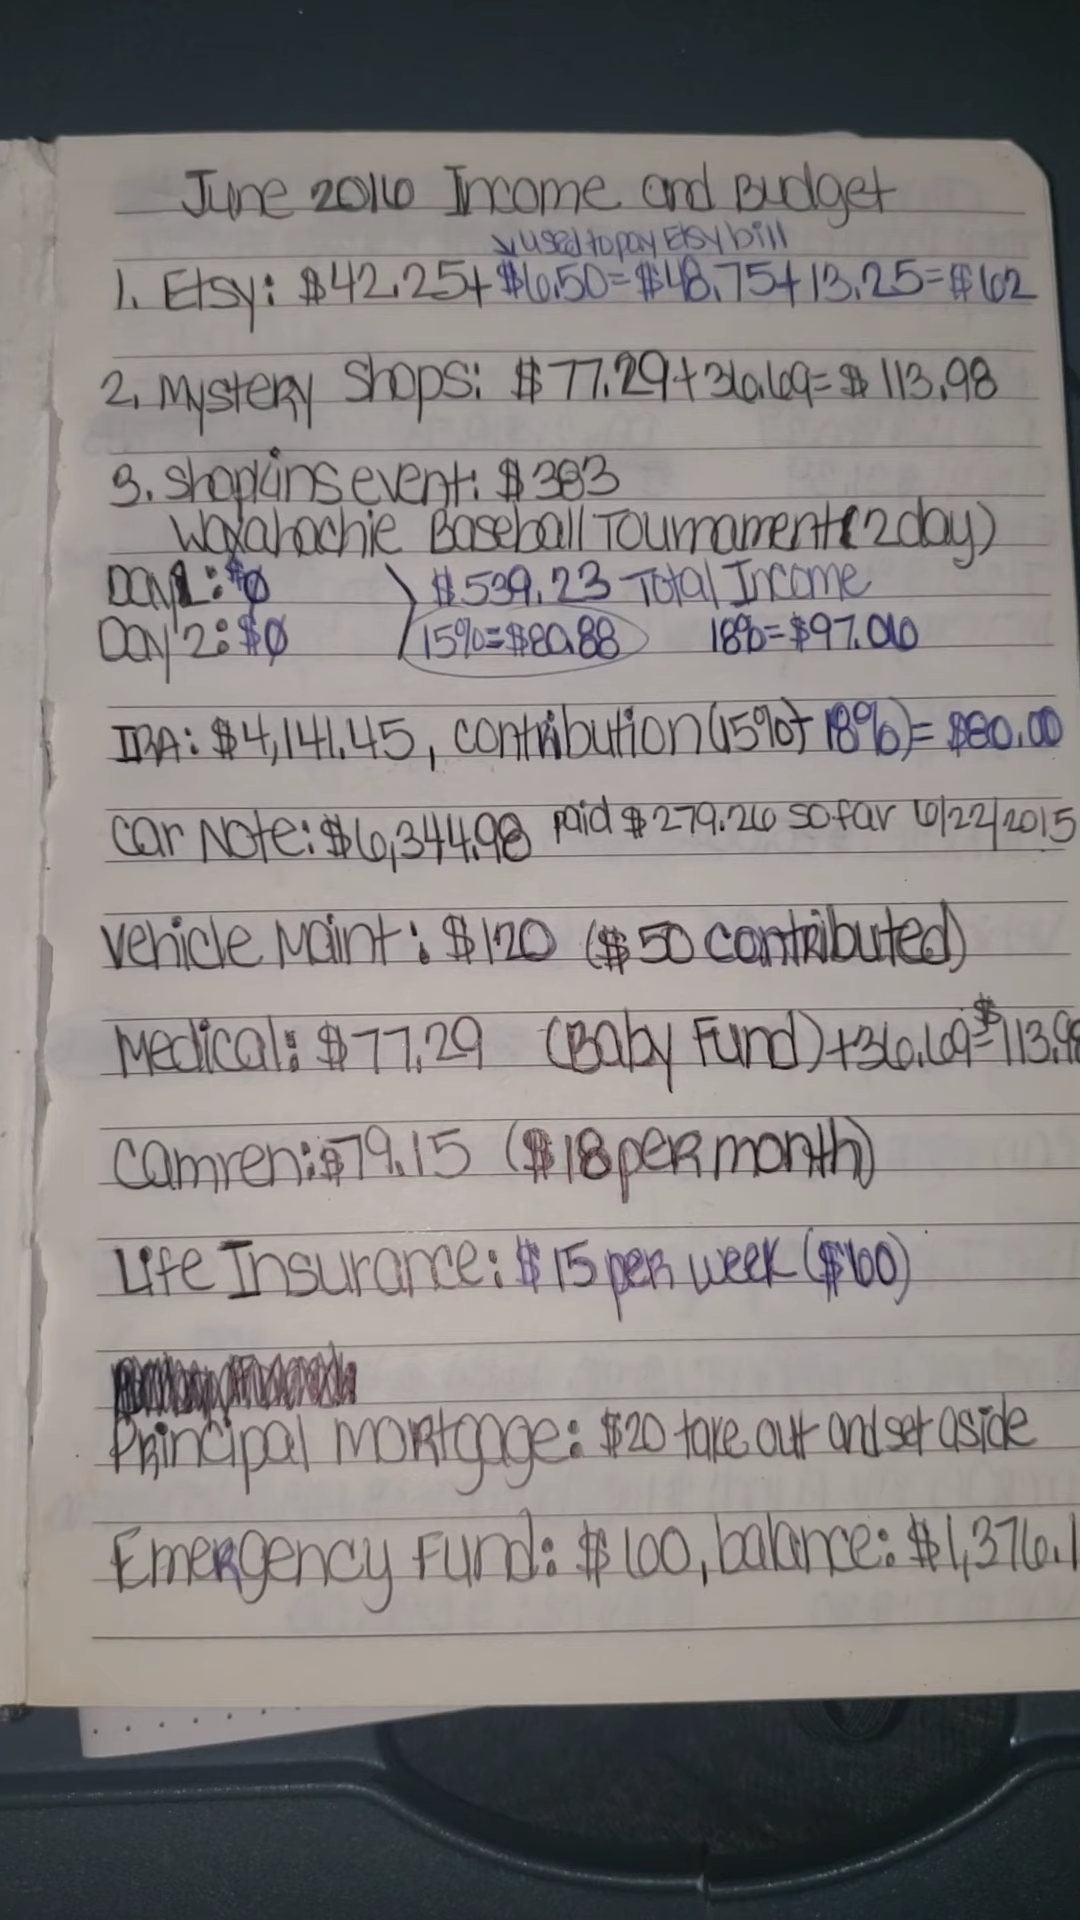 June 2016 Income and Budget
↘used to pay Etsy bill
1. Etsy: $42.25+$6.50=$48.75+13.25=$62
2. Mystery Shops: $77.29+36.69=$113.98
3. Shopkins event: $383
Waxahachie Baseball Tournament (2 day)
Day 1: $0 $539.23 Total Income
Day 2: $0 15%=$80.88 18%=$97.06
IRA: $4,141.45, contribution (15%+18%)= $80.00
Car Note: $6,344.98 paid $279.26 so far 6/22/2015
Vehicle Maint: $120 ($50 contributed)
Medical: $77.29 (Baby Fund)+36.69=$113.98
Camren: $79.15 ($18 per month)
Life Insurance: $15 per week ($60)
Principal Mortgage: $20 take out and set aside
Emergency Fund: $100, balance: $1,376.1